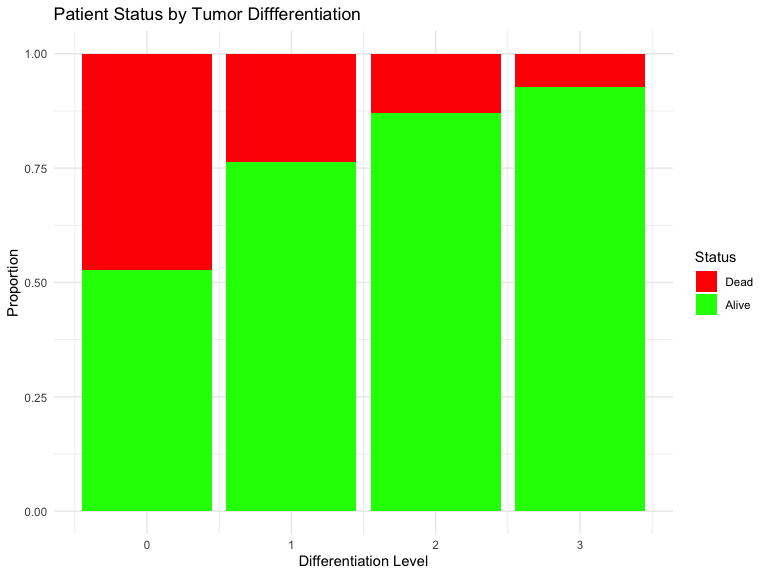 Patient Status by Tumor Diffferentiation
1.00
0.75
0.50
0.25
0.00
Proportion
0 1 2 3
Differentiation Level
Status
Dead
Alive